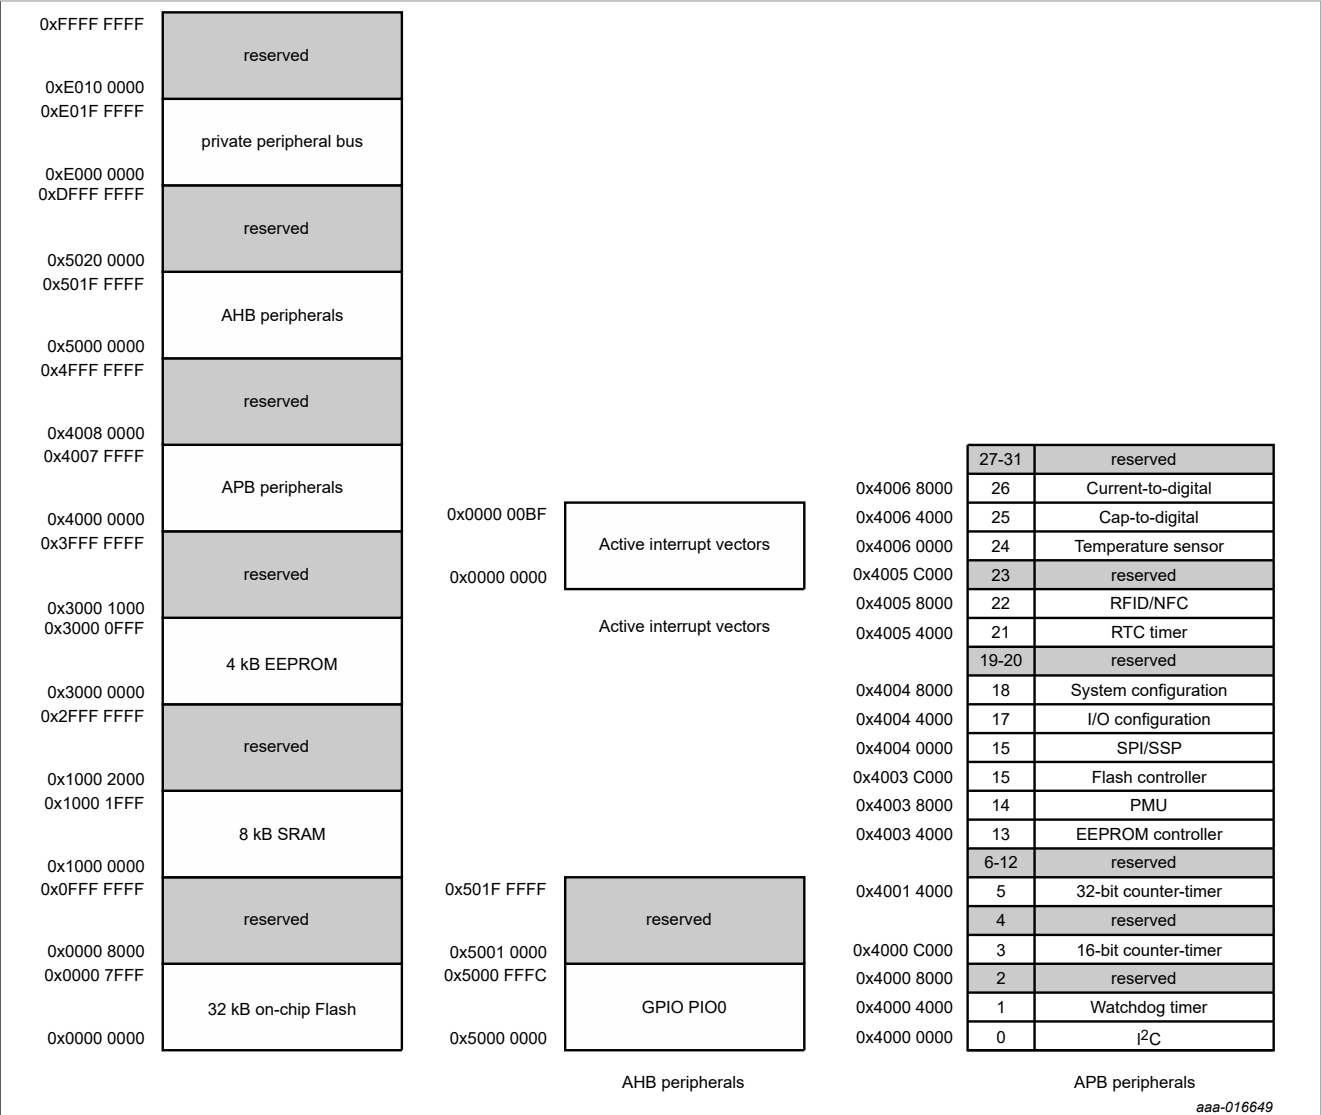 0xFFFF FFFF
reserved
0xE010 0000
0xE01F FFFF
private peripheral bus
0xE000 0000
0xDFFF FFFF
reserved
0x5020 0000
0x501F FFFF
AHB peripherals
0x5000 0000
0x4FFF FFFF
reserved
0x4008 0000
0x4007 FFFF
APB peripherals
0x4000 0000
0x3FFF FFFF
reserved
0x3000 1000
0x3000 0FFF
4 kB EEPROM
0x3000 0000
0x2FFF FFFF
reserved
0x1000 2000
0x1000 1FFF
8 kB SRAM
0x1000 0000
0x0FFF FFFF
reserved
0x0000 8000
0x0000 7FFF
32 kB on-chip Flash
0x0000 0000
0x0000 00BF
Active interrupt vectors
0x0000 0000
Active interrupt vectors
0x501F FFFF
reserved
0x5001 0000
0x5000 FFFC
GPIO PIO0
0x5000 0000
AHB peripherals
27-31 reserved
0x4006 8000 26 Current-to-digital
0x4006 4000 25 Cap-to-digital
0x4006 0000 24 Temperature sensor
0x4005 C000 23 reserved
0x4005 8000 22 RFID/NFC
0x4005 4000 21 RTC timer
19-20 reserved
0x4004 8000 18 System configuration
0x4004 4000 17 I/O configuration
0x4004 0000 15 SPI/SSP
0x4003 C000 15 Flash controller
0x4003 8000 14 PMU
0x4003 4000 13 EEPROM controller
6-12 reserved
0x4001 4000 5 32-bit counter-timer
4 reserved
0x4000 C000 3 16-bit counter-timer
0x4000 8000 2 reserved
0x4000 4000 1 Watchdog timer
0x4000 0000 0 I2C
APB peripherals
aaa-016649